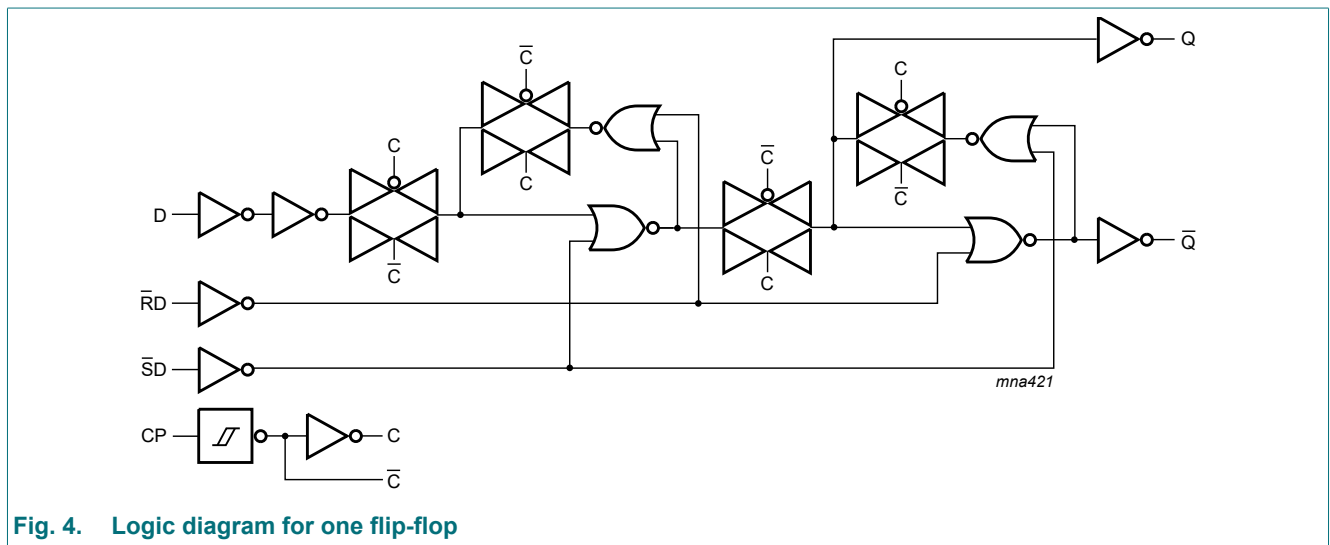 Q
C̅
C
C
C̅
C
D
C̅
C̅
C
Q̅
R̅D
S̅D
mna421
CP
C
C̅
Fig. 4. Logic diagram for one flip-flop